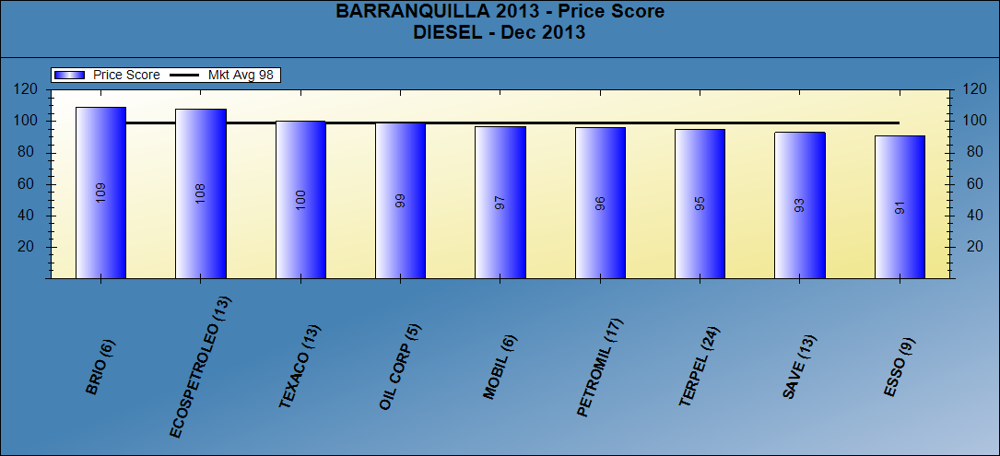 BARRANQUILLA 2013 - Price Score
DIESEL - Dec 2013
Price Score Mkt Avg 98
120 120
100 100
80 80
60 60
40 40
20 20
109 108 100 99 97 96 95 93 91
BRIO (6)
ECOSPETROLEO (13)
TEXACO (13)
OIL CORP (5)
MOBIL (6)
PETROMIL (17)
TERPEL (24)
SAVE (13)
ESSO (9)